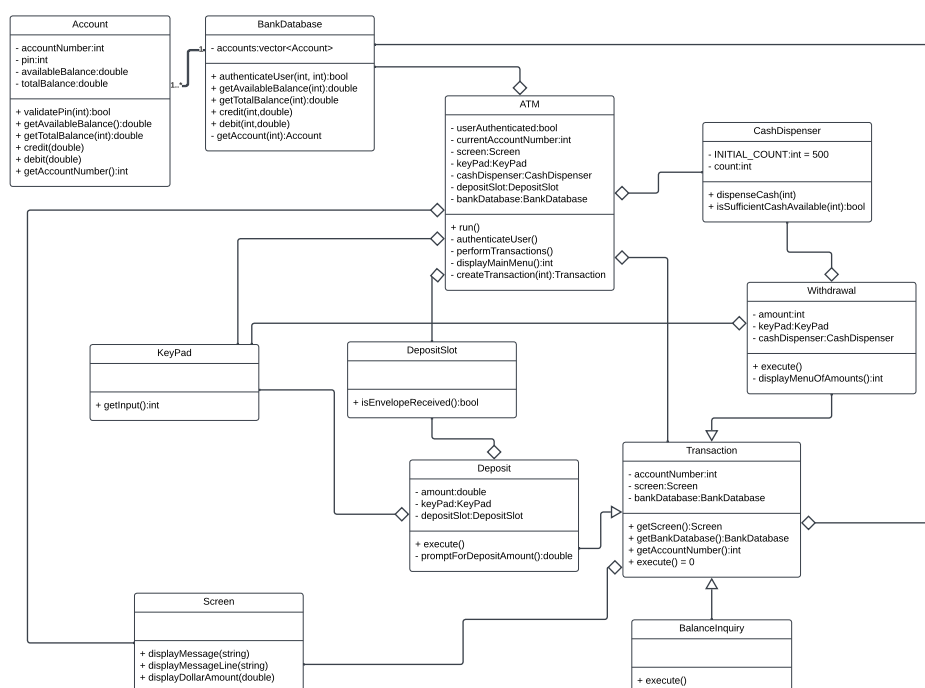 Account
- accountNumber:int
- pin:int
- availableBalance:double
- totalBalance:double
+ validatePin(int):bool
+ getAvailableBalance():double
+ getTotalBalance(int):double
+ credit(double)
+ debit(double)
+ getAccountNumber():int
1..*
1
BankDatabase
- accounts:vector<Account>
+ authenticateUser(int, int):bool
+ getAvailableBalance(int):double
+ getTotalBalance(int):double
+ credit(int,double)
+ debit(int,double)
- getAccount(int):Account
ATM
- userAuthenticated:bool
- currentAccountNumber:int
- screen:Screen
- keyPad:KeyPad
- cashDispenser:CashDispenser
- depositSlot:DepositSlot
- bankDatabase:BankDatabase
+ run()
- authenticateUser()
- performTransactions()
- displayMainMenu():int
- createTransaction(int):Transaction
CashDispenser
- INITIAL_COUNT:int = 500
- count:int
+ dispenseCash(int)
+ isSufficientCashAvailable(int):bool
Withdrawal
- amount:int
- keyPad:KeyPad
- cashDispenser:CashDispenser
+ execute()
- displayMenuOfAmounts():int
KeyPad
+ getInput():int
DepositSlot
+ isEnvelopeReceived():bool
Deposit
- amount:double
- keyPad:KeyPad
- depositSlot:DepositSlot
+ execute()
- promptForDepositAmount():double
Transaction
- accountNumber:int
- screen:Screen
- bankDatabase:BankDatabase
+ getScreen():Screen
+ getBankDatabase():BankDatabase
+ getAccountNumber():int
+ execute() = 0
Screen
+ displayMessage(string)
+ displayMessageLine(string)
+ displayDollarAmount(double)
BalanceInquiry
+ execute()